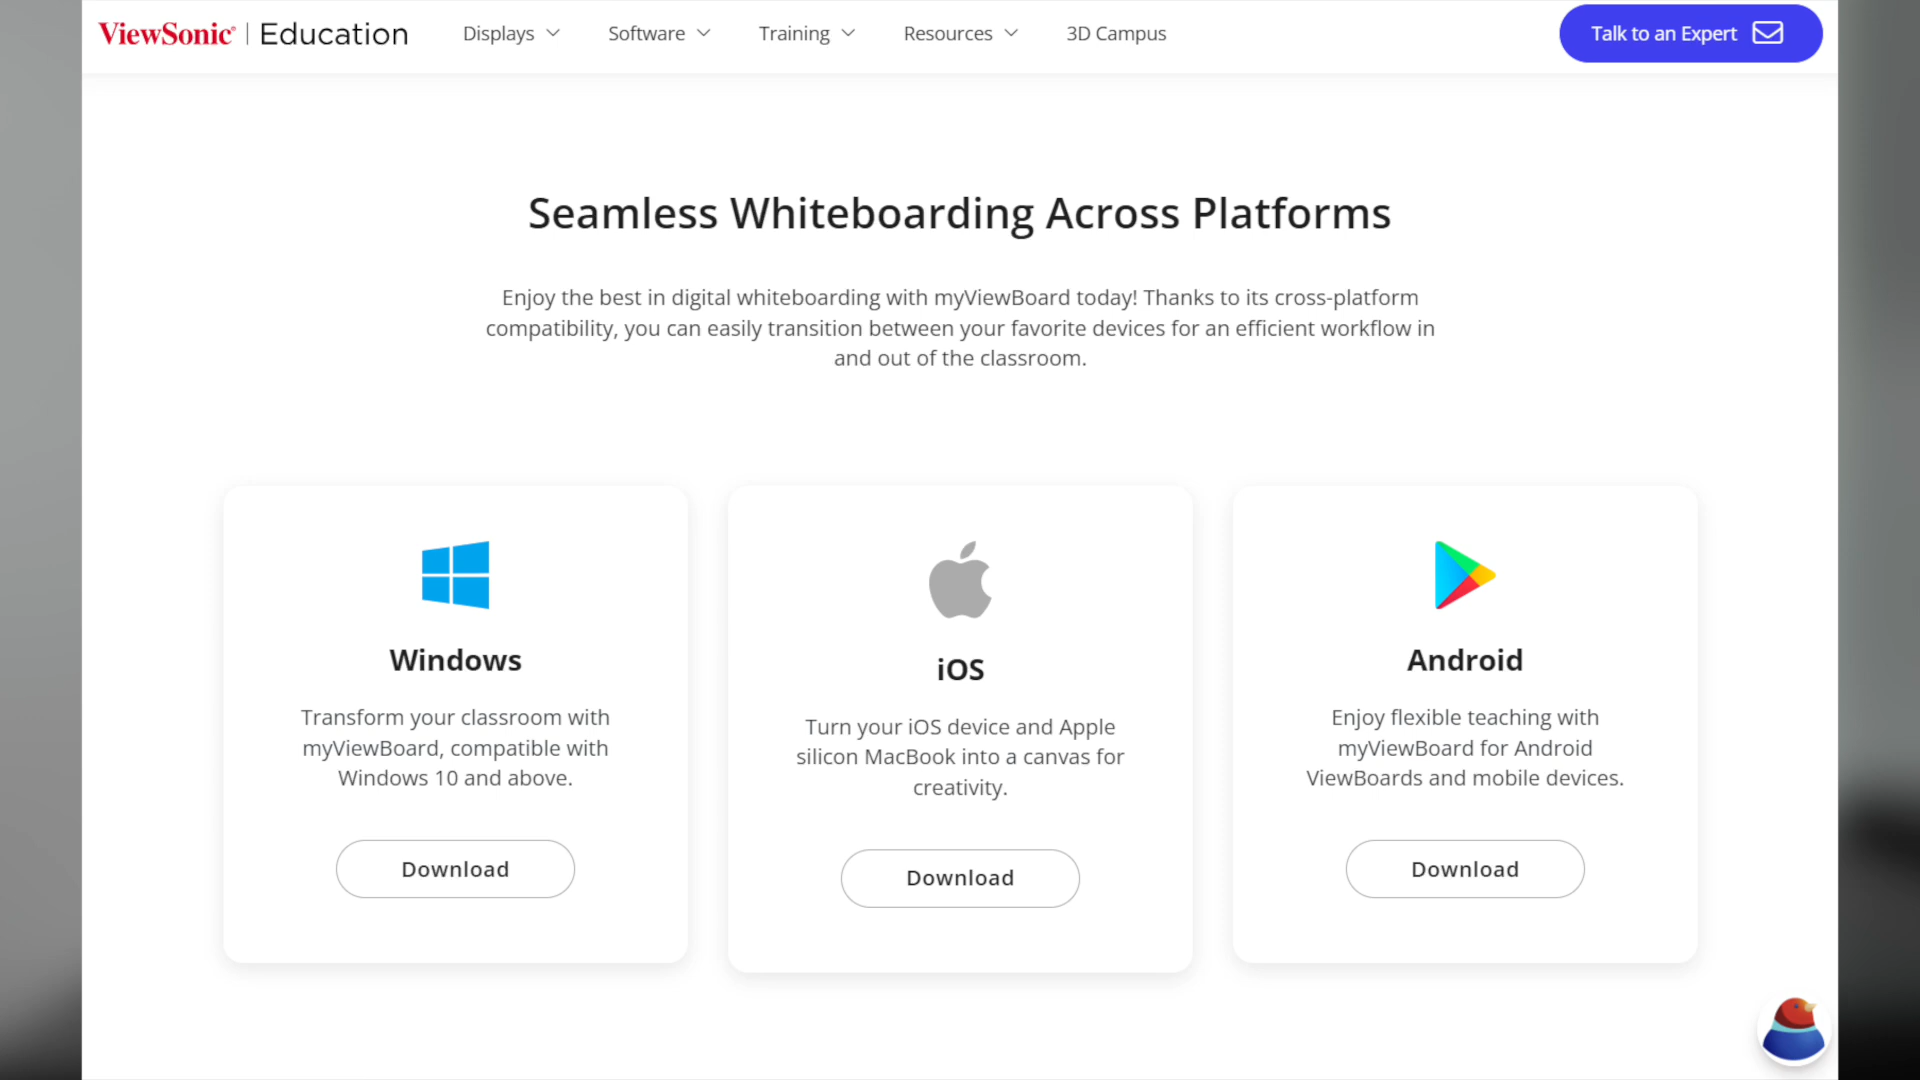 ViewSonic | Education
Displays
Software
Training
Resources
3D Campus
Talk to an Expert
Seamless Whiteboarding Across Platforms
Enjoy the best in digital whiteboarding with myViewBoard today! Thanks to its cross-platform
compatibility, you can easily transition between your favorite devices for an efficient workflow in
and out of the classroom.
Windows
Transform your classroom with
myViewBoard, compatible with
Windows 10 and above.
Download
iOS
Turn your iOS device and Apple
silicon MacBook into a canvas for
creativity.
Download
Android
Enjoy flexible teaching with
myViewBoard for Android
ViewBoards and mobile devices.
Download